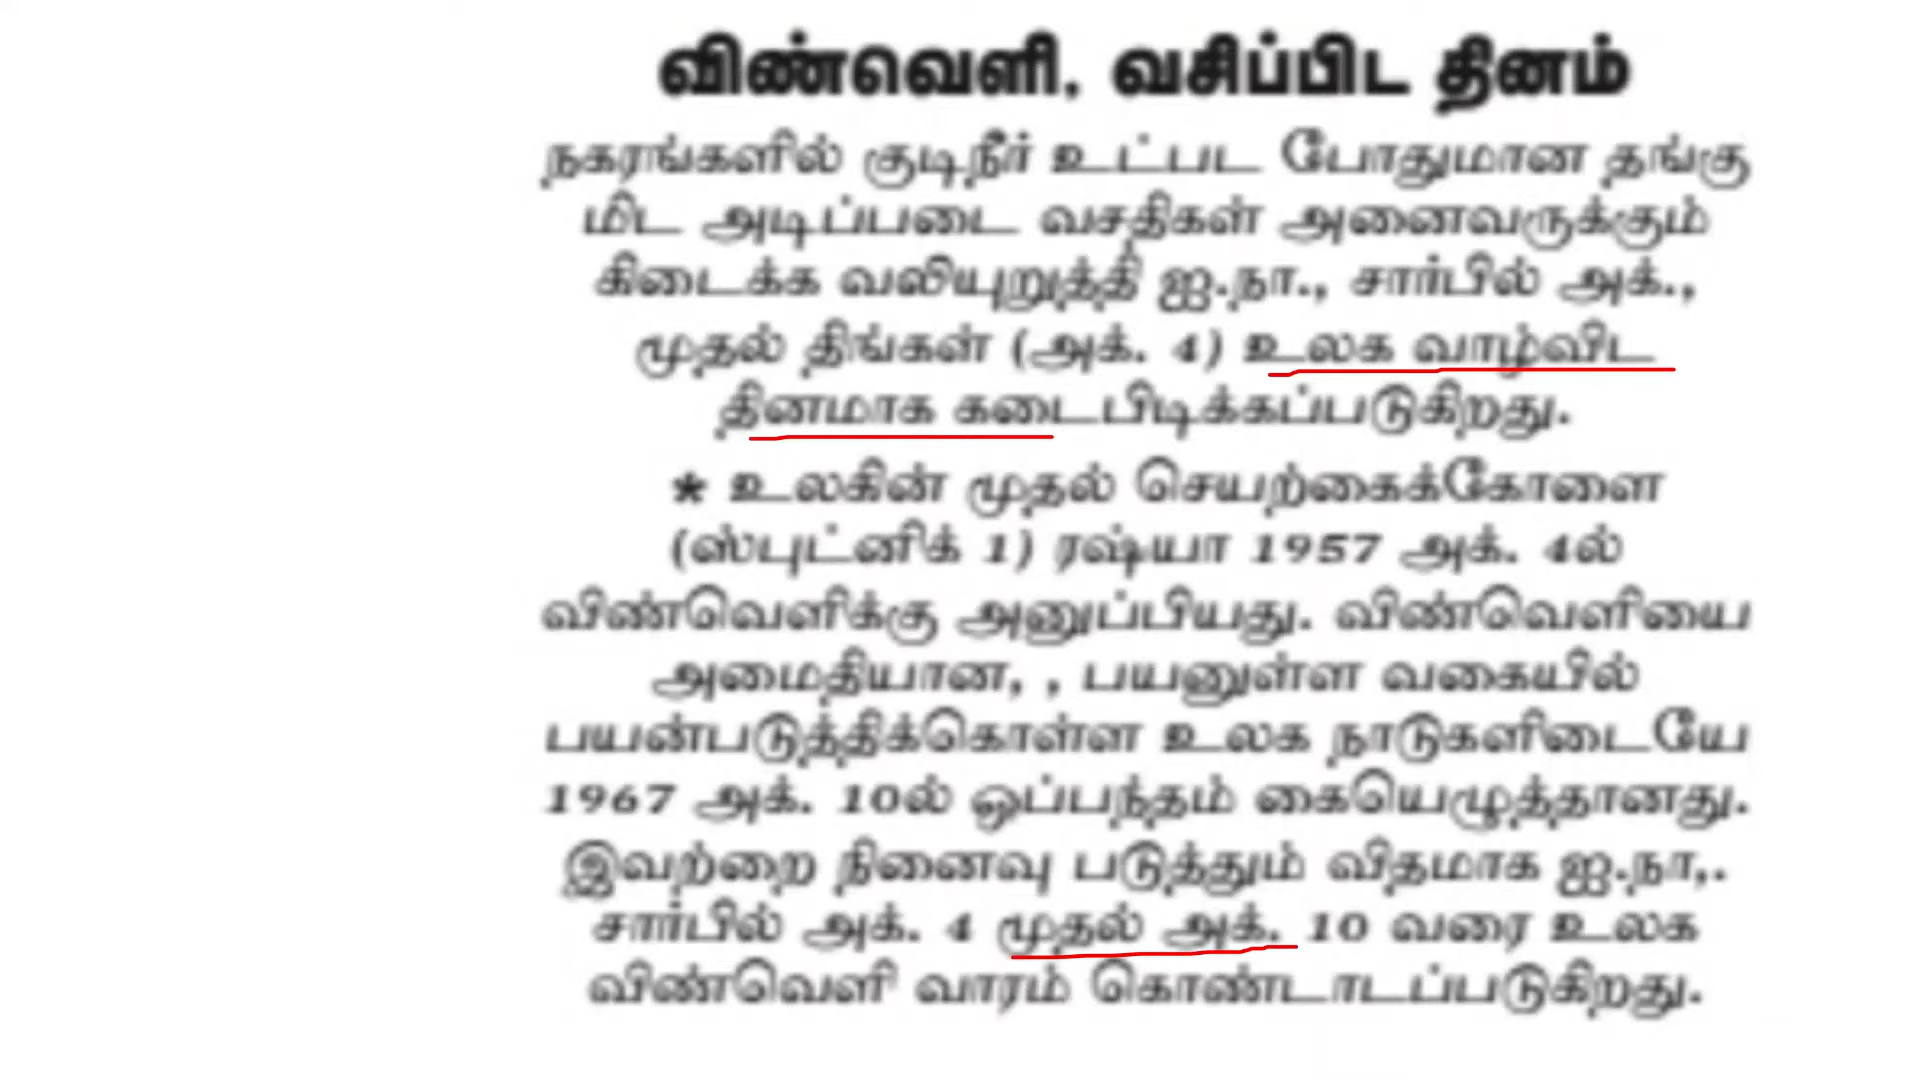 விண்வெளி, வசிப்பிட தினம்
நகரங்களில் குடிநீர் உட்பட போதுமான தங்கு
மிட அடிப்படை வசதிகள் அனைவருக்கும்
கிடைக்க வலியுறுத்தி ஐ.நா., சார்பில் அக்.,
முதல் திங்கள் (அக். 4) உலக வாழ்விட
தினமாக கடைபிடிக்கப்படுகிறது.
* உலகின் முதல் செயற்கைக்கோளை
(ஸ்புட்னிக் 1) ரஷ்யா 1957 அக். 4ல்
விண்வெளிக்கு அனுப்பியது. விண்வெளியை
அமைதியான, , பயனுள்ள வகையில்
பயன்படுத்திக்கொள்ள உலக நாடுகளிடையே
1967 அக். 10ல் ஒப்பந்தம் கையெழுத்தானது.
இவற்றை நினைவு படுத்தும் விதமாக ஐ.நா,.
சார்பில் அக். 4 முதல் அக். 10 வரை உலக
விண்வெளி வாரம் கொண்டாடப்படுகிறது.